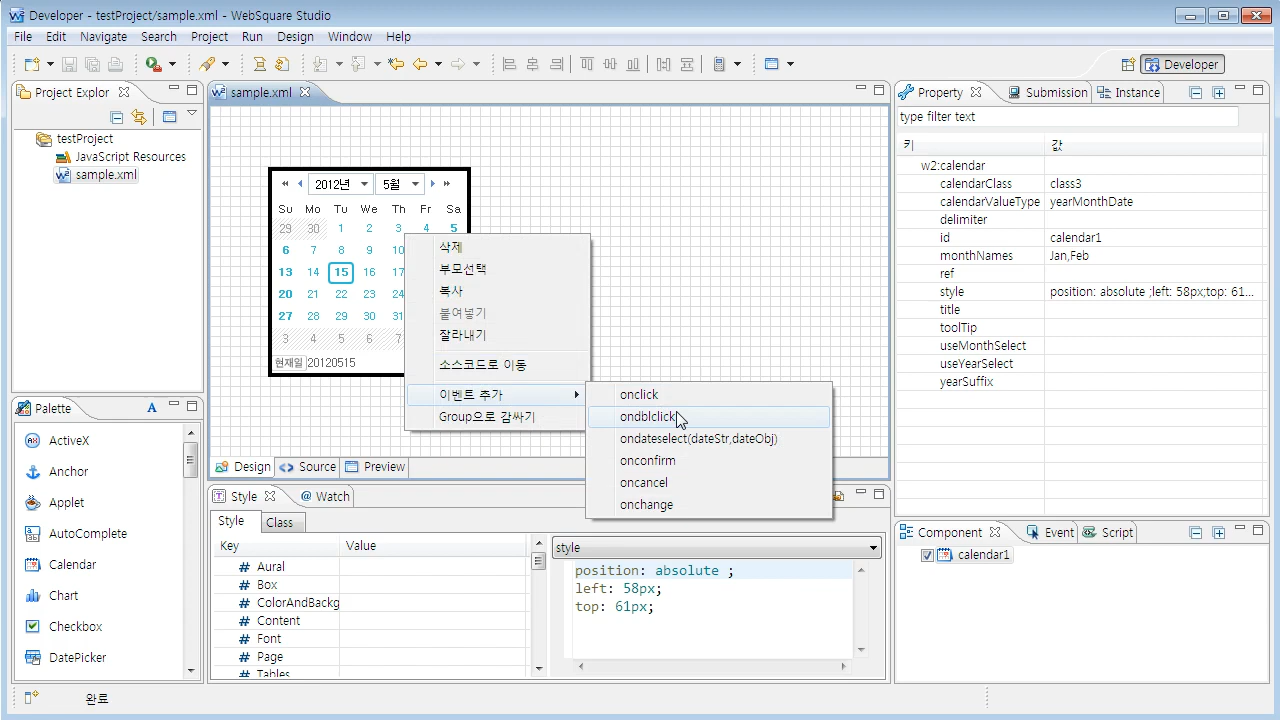 Developer - testProject/sample.xml - WebSquare Studio
File Edit Navigate Search Project Run Design Window Help
Developer
Project Explor
testProject
JavaScript Resources
sample.xml
Palette A
ActiveX
Anchor
Applet
AutoComplete
Calendar
Chart
Checkbox
DatePicker
sample.xml
2012년 5월
Su Mo Tu We Th Fr Sa
29 30 1 2 3 4 5
6 7 8 9 10
13 14 15 16 17
20 21 22 23 24
27 28 29 30 31
3 4 5 6 7
현재일 20120515
삭제
부모선택
복사
붙여넣기
잘라내기
소스코드로 이동
이벤트 추가
Group으로 감싸기
onclick
ondblclick
ondateselect(dateStr,dateObj)
onconfirm
oncancel
onchange
Design Source Preview
Style Watch
Style Class
Key Value
# Aural
# Box
# ColorAndBackg
# Content
# Font
# Page
# Tables
style
position: absolute ;
left: 58px;
top: 61px;
Property Submission Instance
type filter text
키 값
w2:calendar
calendarClass class3
calendarValueType yearMonthDate
delimiter
id calendar1
monthNames Jan,Feb
ref
style position: absolute ;left: 58px;top: 61...
title
toolTip
useMonthSelect
useYearSelect
yearSuffix
Component Event Script
calendar1
완료